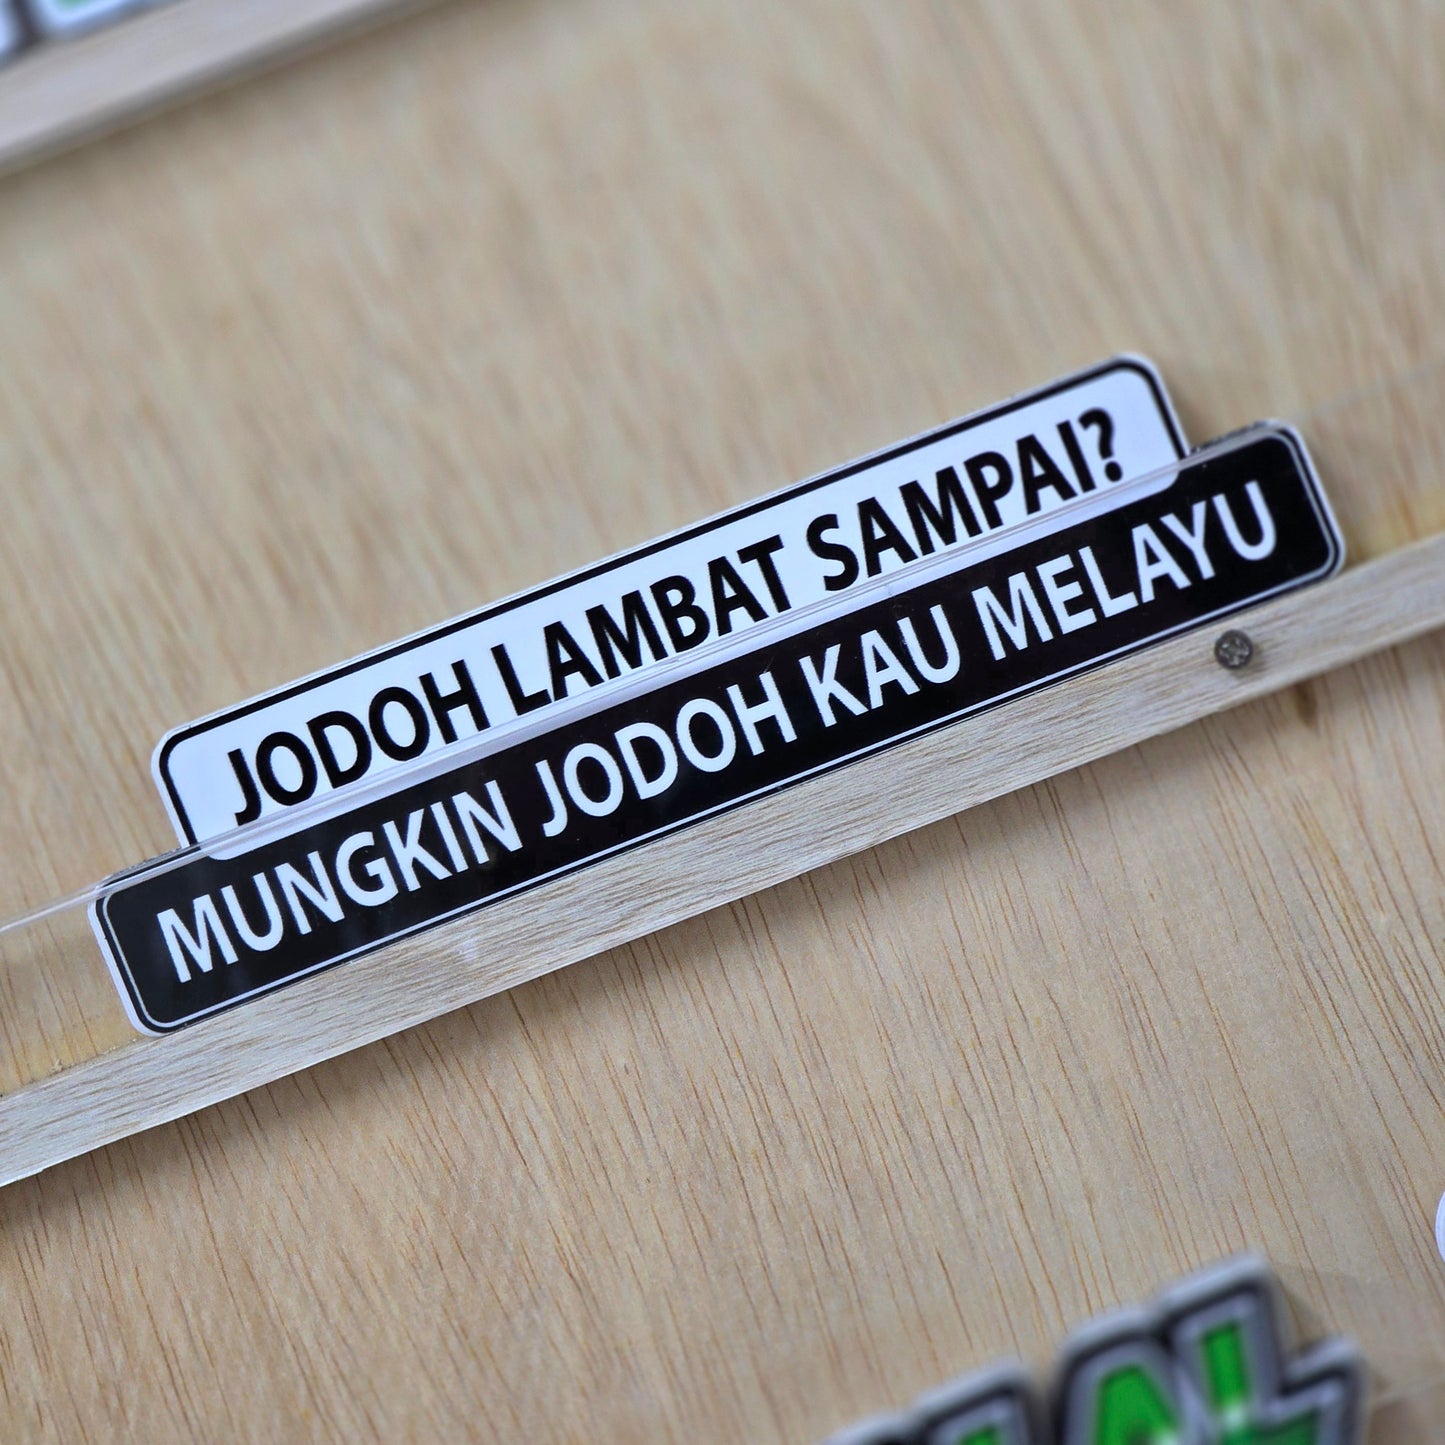 JODOH LAMBAT SAMPAI?
MUNGKIN JODOH KAU MELAYU